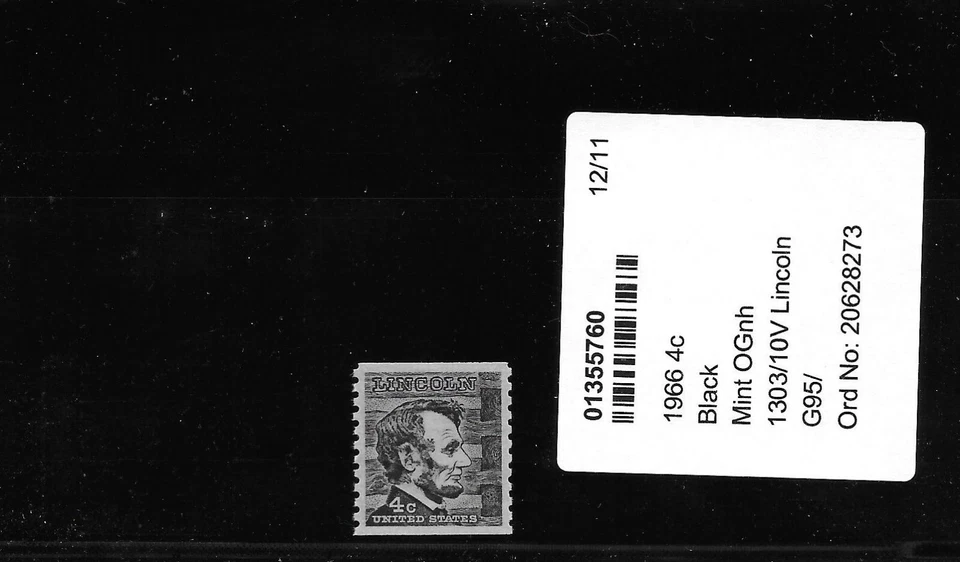 LINCOLN
4c
UNITED STATES
01355760 12/11
1966 4c
Black
Mint OGnh
1303/10V Lincoln
G95/
Ord No: 20628273